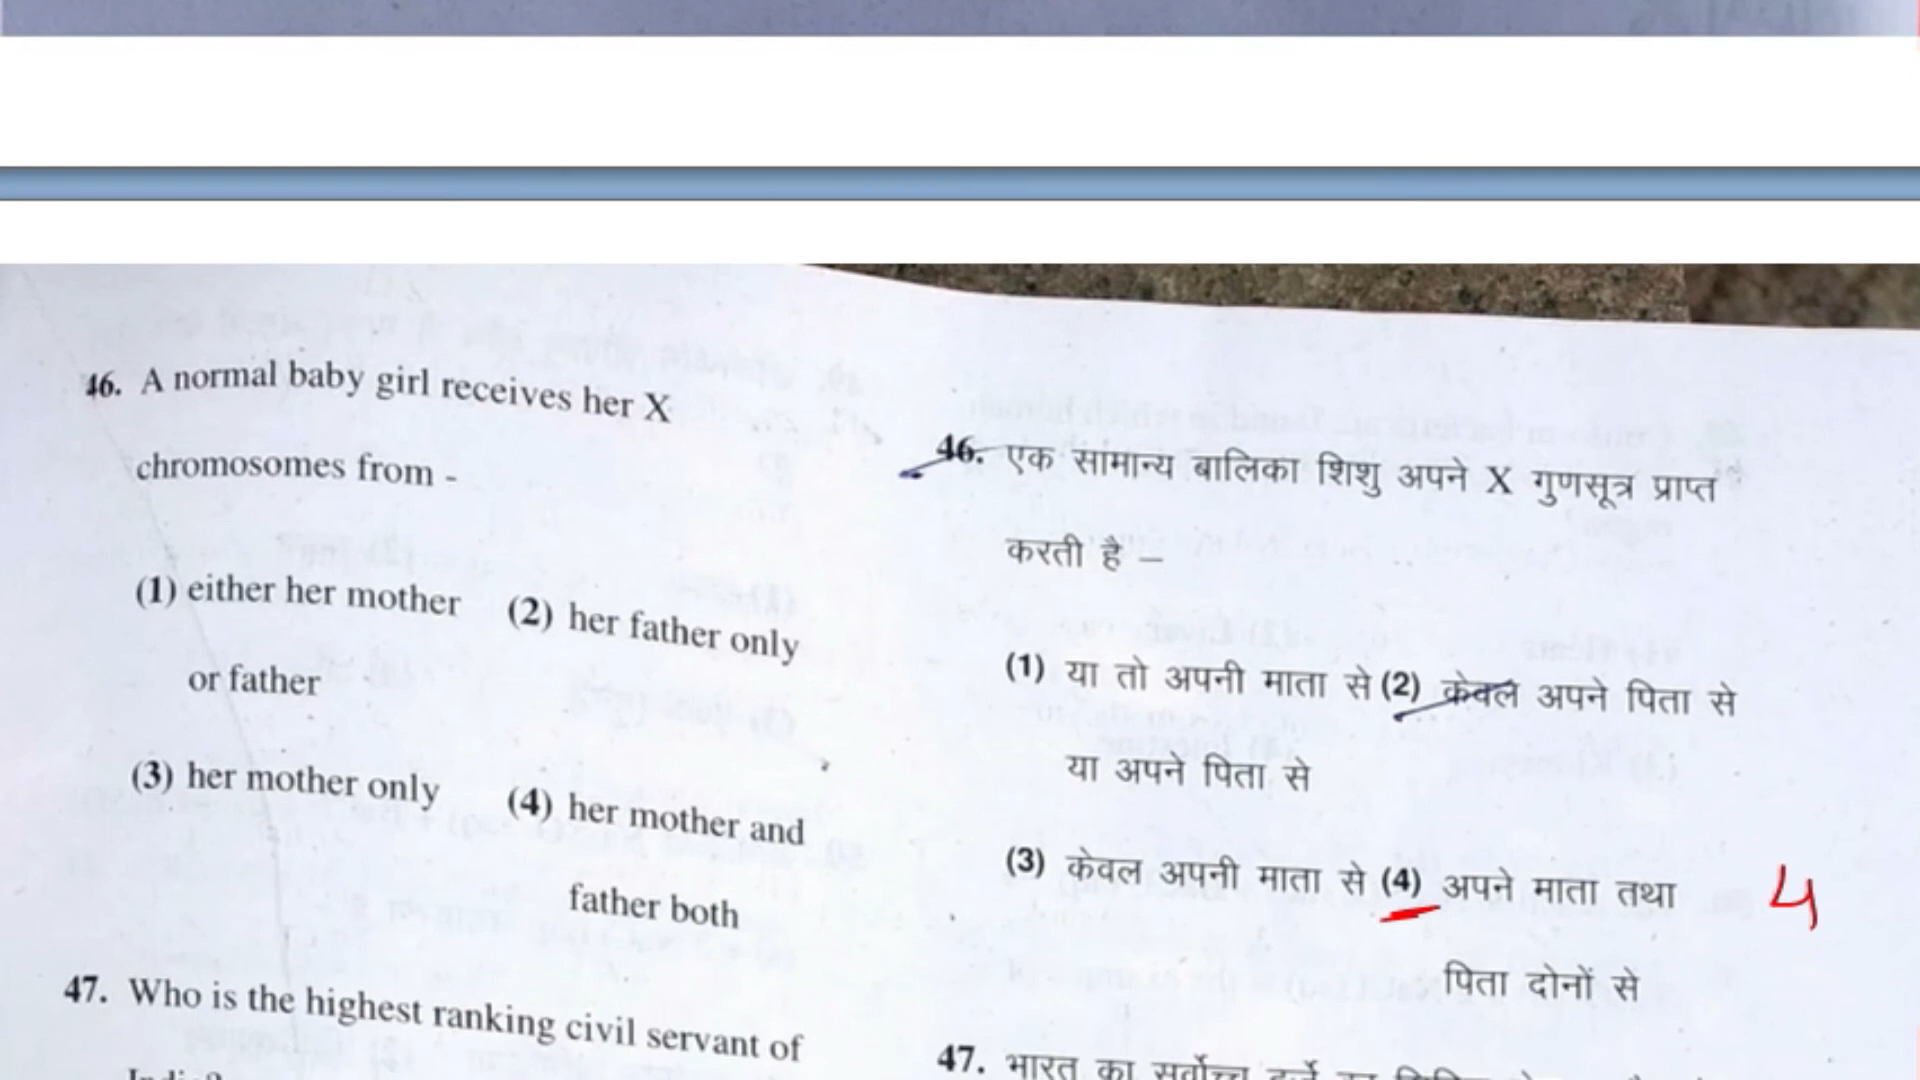 46. A normal baby girl receives her X
chromosomes from -
(1) either her mother (2) her father only
or father
(3) her mother only (4) her mother and
father both
47. Who is the highest ranking civil servant of
46. एक सामान्य बालिका शिशु अपने X गुणसूत्र प्राप्त
करती है –
(1) या तो अपनी माता से (2) केवल अपने पिता से
या अपने पिता से
(3) केवल अपनी माता से (4) अपने माता तथा 4
पिता दोनों से
47. भारत का सर्वोच्च